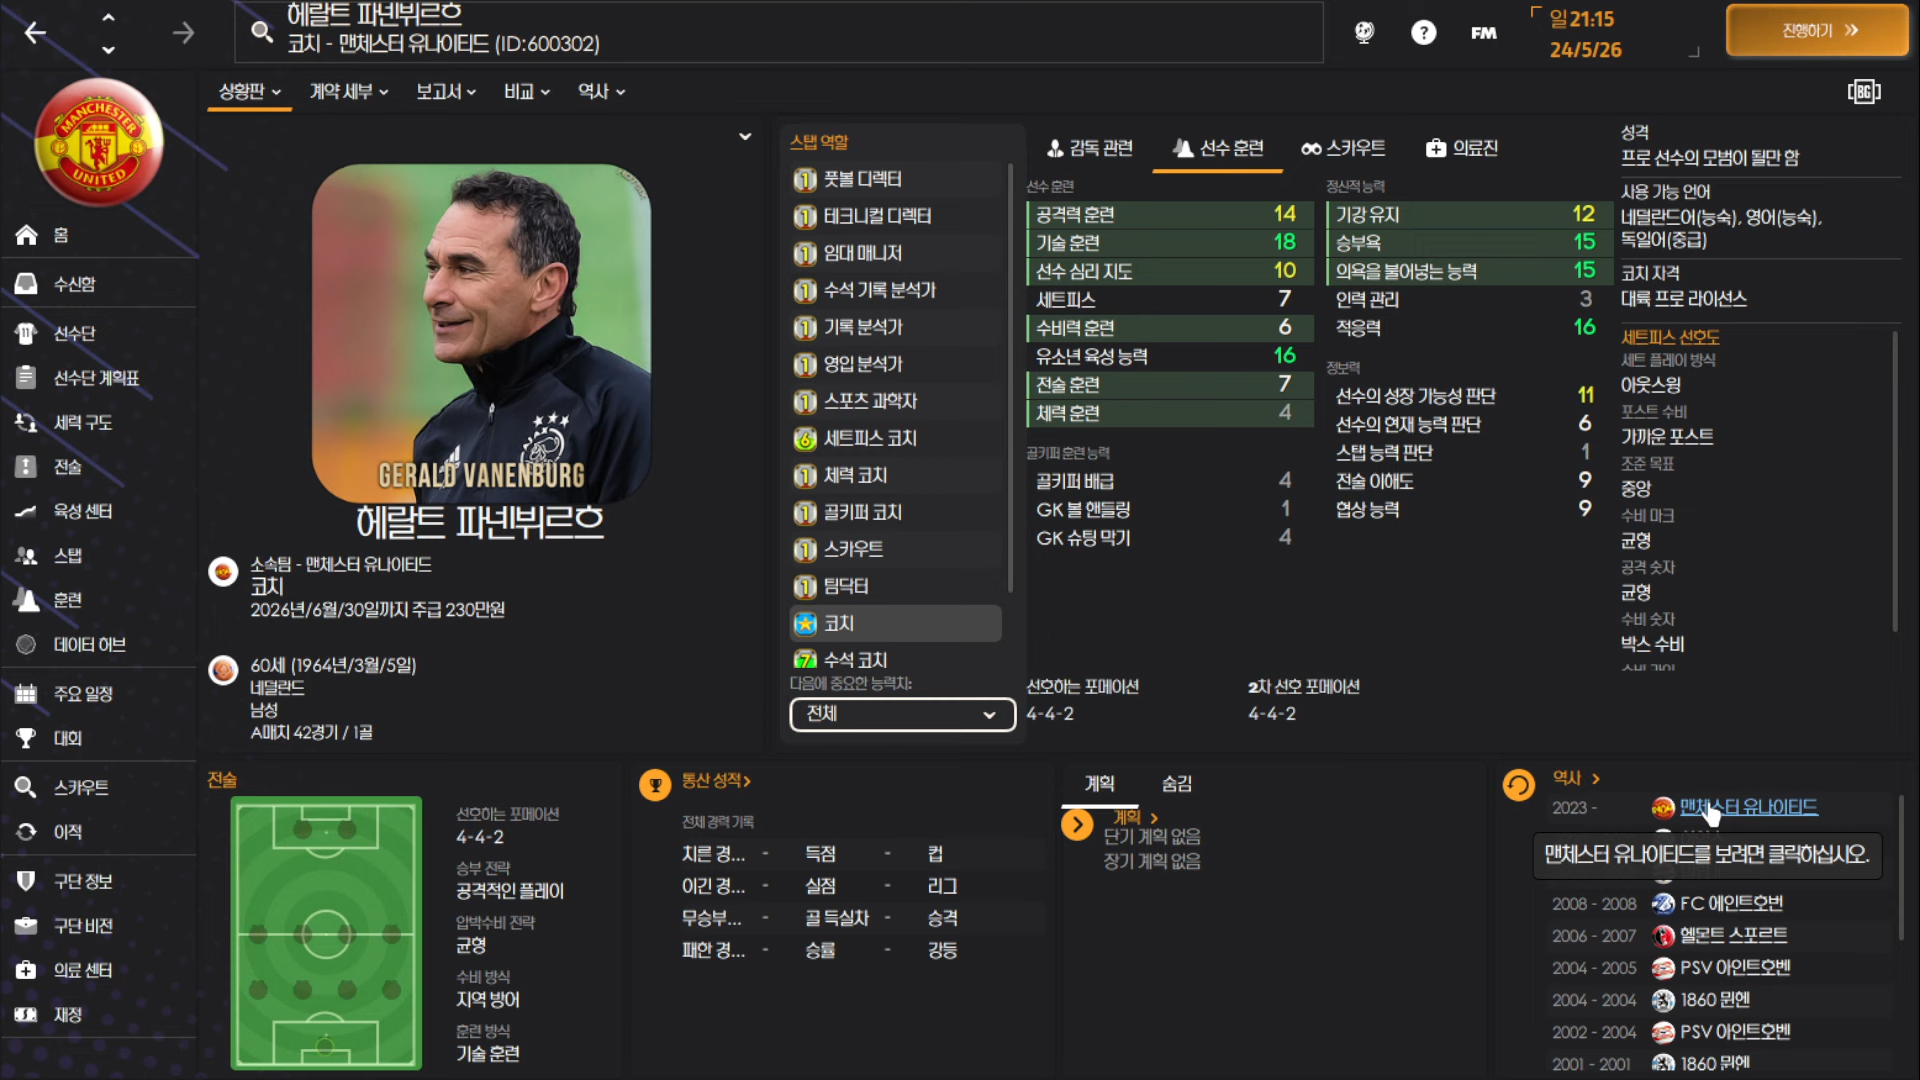 헤랄트 파넨뷔르흐
코치 - 맨체스터 유나이티드 (ID:600302)
FM
일 21:15
24/5/26
진행하기
MANCHESTER
UNITED
상황판
계약 세부
보고서
비교
역사
홈
수신함
선수단
선수단 계획표
세력 구도
전술
육성 센터
스탭
훈련
데이터 허브
주요 일정
대회
스카우트
이적
구단 정보
구단 비전
의료 센터
재정
GERALD VANENBURG
헤랄트 파넨뷔르흐
소속팀 - 맨체스터 유나이티드
코치
2026년/6월/30일까지 주급 230만원
60세 (1964년/3월/5일)
네덜란드
남성
A매치 42경기 / 1골
스탭 역할
1 풋볼 디렉터
1 테크니컬 디렉터
1 임대 매니저
1 수석 기록 분석가
1 기록 분석가
1 영입 분석가
1 스포츠 과학자
6 세트피스 코치
1 체력 코치
1 골키퍼 코치
1 스카우트
1 팀닥터
코치
7 수석 코치
다음에 중요한 능력치:
전체
감독 관련
선수 훈련
스카우트
의료진
선수 훈련
공격력 훈련 14
기술 훈련 18
선수 심리 지도 10
세트피스 7
수비력 훈련 6
유소년 육성 능력 16
전술 훈련 7
체력 훈련 4
골키퍼 훈련 능력
골키퍼 배급 4
GK 볼 핸들링 1
GK 슈팅 막기 4
정신적 능력
기강 유지 12
승부욕 15
의욕을 불어넣는 능력 15
인력 관리 3
적응력 16
정보력
선수의 성장 가능성 판단 11
선수의 현재 능력 판단 6
스탭 능력 판단 1
전술 이해도 9
협상 능력 9
선호하는 포메이션
4-4-2
2차 선호 포메이션
4-4-2
성격
프로 선수의 모범이 될만 함
사용 가능 언어
네덜란드어(능숙), 영어(능숙),
독일어(중급)
코치 자격
대륙 프로 라이선스
세트피스 선호도
세트 플레이 방식
아웃스윙
포스트 수비
가까운 포스트
조준 목표
중앙
수비 마크
균형
공격 숫자
균형
수비 숫자
박스 수비
전술
선호하는 포메이션
4-4-2
승부 전략
공격적인 플레이
압박수비 전략
균형
수비 방식
지역 방어
훈련 방식
기술 훈련
통산 성적
전체 경력 기록
치른 경... - 득점 - 컵
이긴 경... - 실점 - 리그
무승부... - 골 득실차 - 승격
패한 경... - 승률 - 강등
계획
숨김
계획
단기 계획 없음
장기 계획 없음
역사
2023 - 맨체스터 유나이티드
맨체스터 유나이티드를 보려면 클릭하십시오.
2008 - 2008 FC 에인트호번
2006 - 2007 헬몬트 스포르트
2004 - 2005 PSV 아인트호벤
2004 - 2004 1860 뮌헨
2002 - 2004 PSV 아인트호벤
2001 - 2001 1860 뮌헨